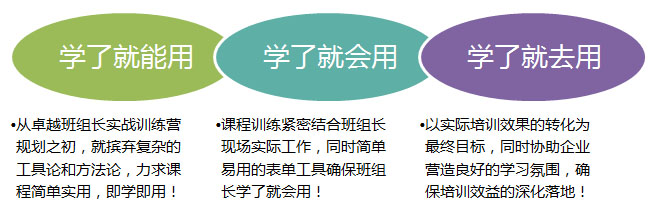 学了就能用
学了就会用
学了就去用
•从卓越班组长实战训练营
规划之初，就摈弃复杂的
工具论和方法论，力求课
程简单实用，即学即用！
•课程训练紧密结合班组长
现场实际工作，同时简单
易用的表单工具确保班组
长学了就会用！
•以实际培训效果的转化为
最终目标，同时协助企业
营造良好的学习氛围，确
保培训效益的深化落地！